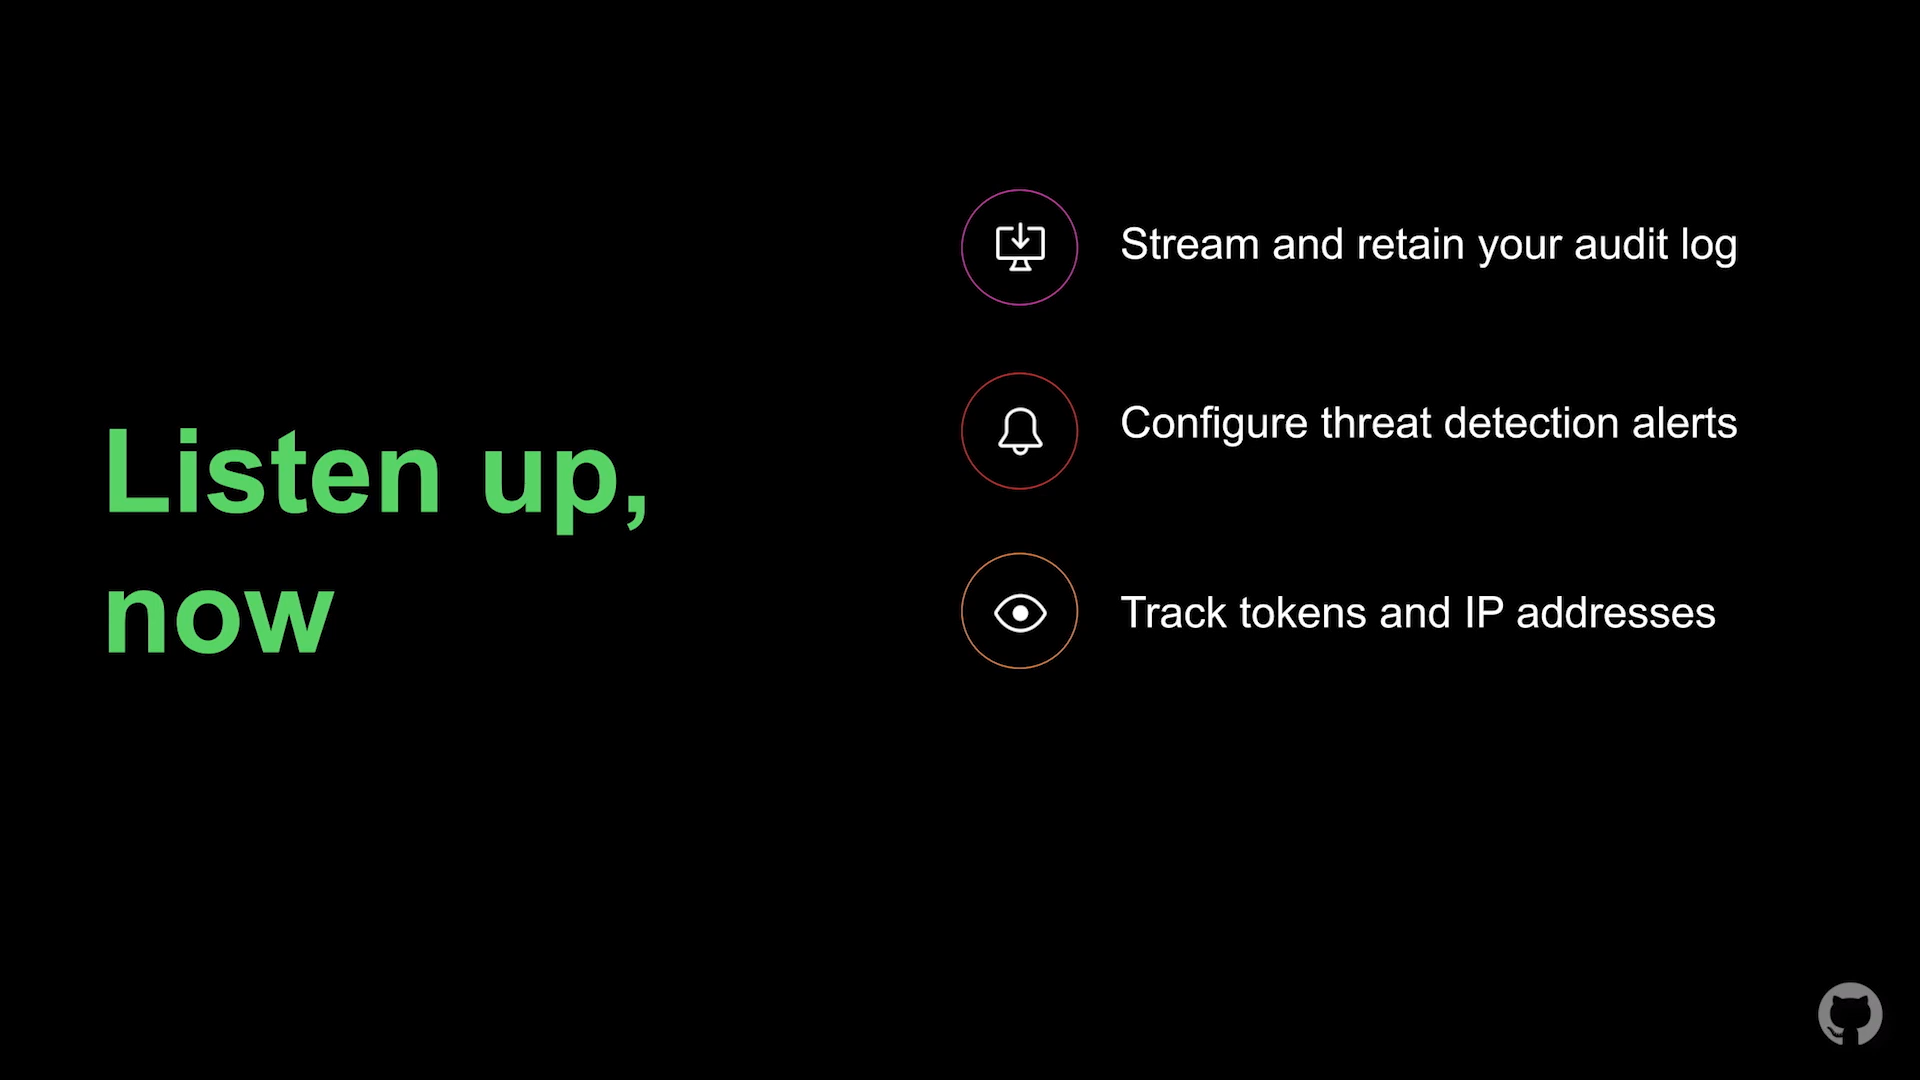 Listen up,
now
Stream and retain your audit log
Configure threat detection alerts
Track tokens and IP addresses